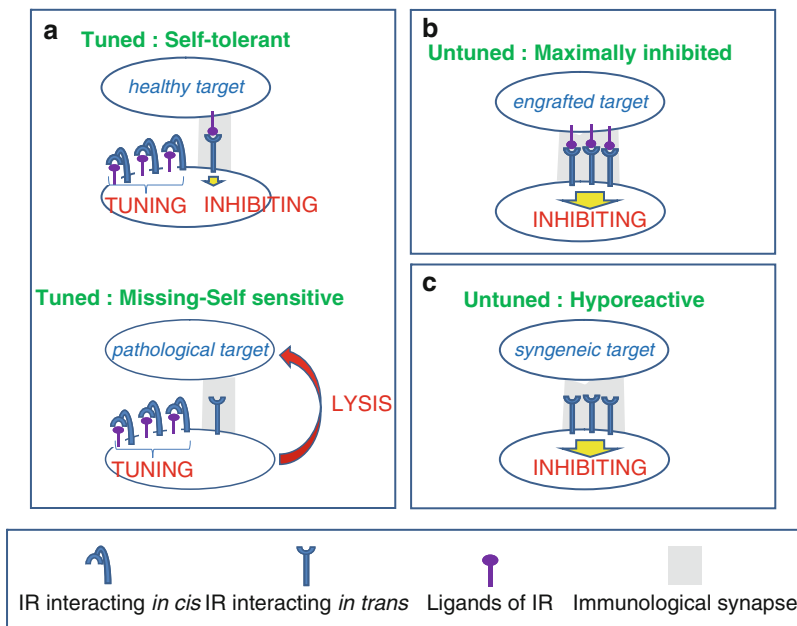 a
Tuned : Self-tolerant
healthy target
TUNING INHIBITING
Tuned : Missing-Self sensitive
pathological target
LYSIS
TUNING
b
Untuned : Maximally inhibited
engrafted target
INHIBITING
c
Untuned : Hyporeactive
syngeneic target
INHIBITING
IR interacting in cis IR interacting in trans Ligands of IR Immunological synapse